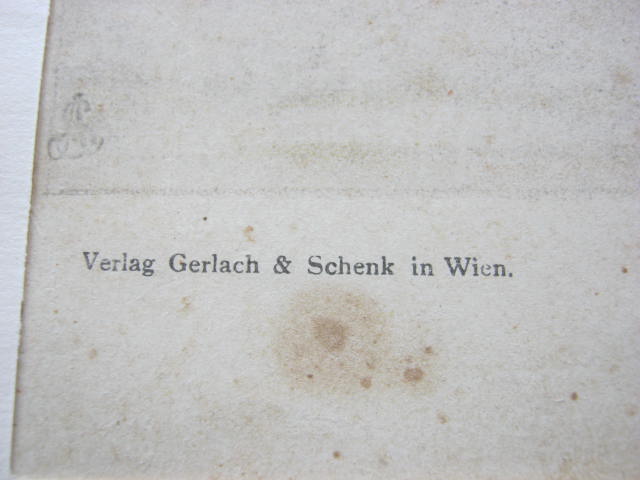 Verlag Gerlach & Schenk in Wien.